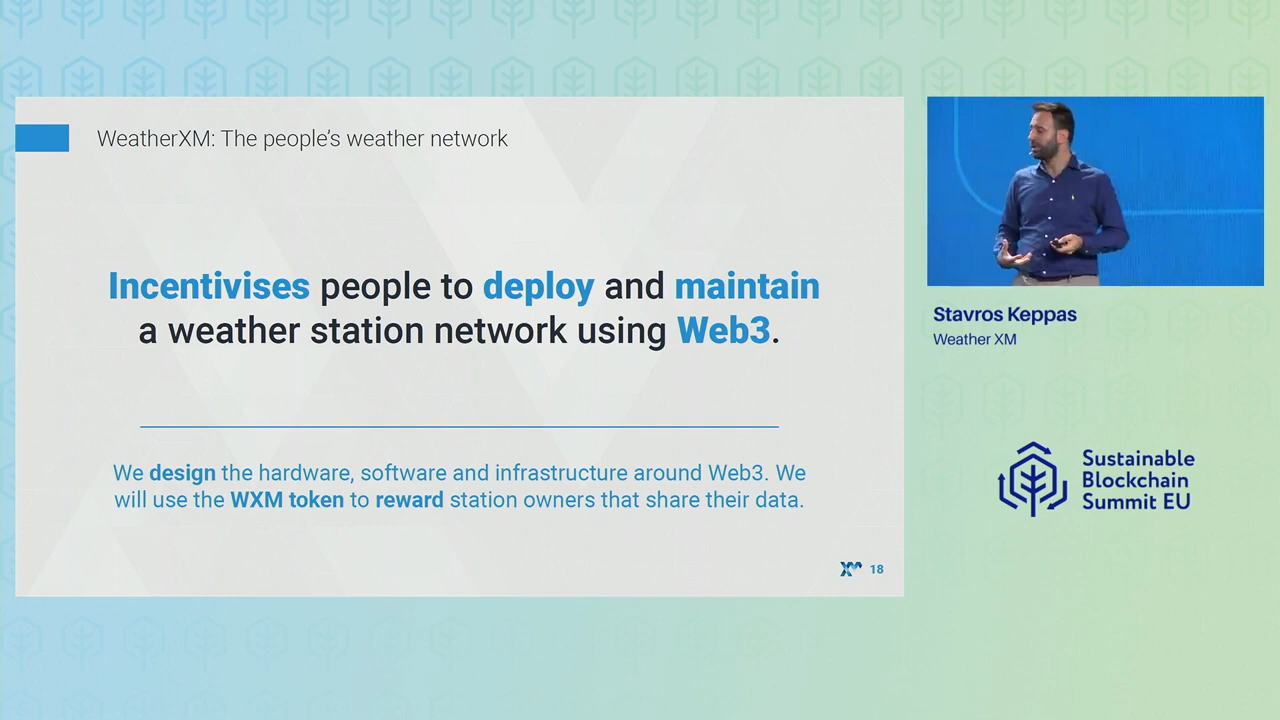 WeatherXM: The people’s weather network
Incentivises people to deploy and maintain
a weather station network using Web3.
We design the hardware, software and infrastructure around Web3. We
will use the WXM token to reward station owners that share their data.
XM 18
Stavros Keppas
Weather XM
Sustainable
Blockchain
Summit EU